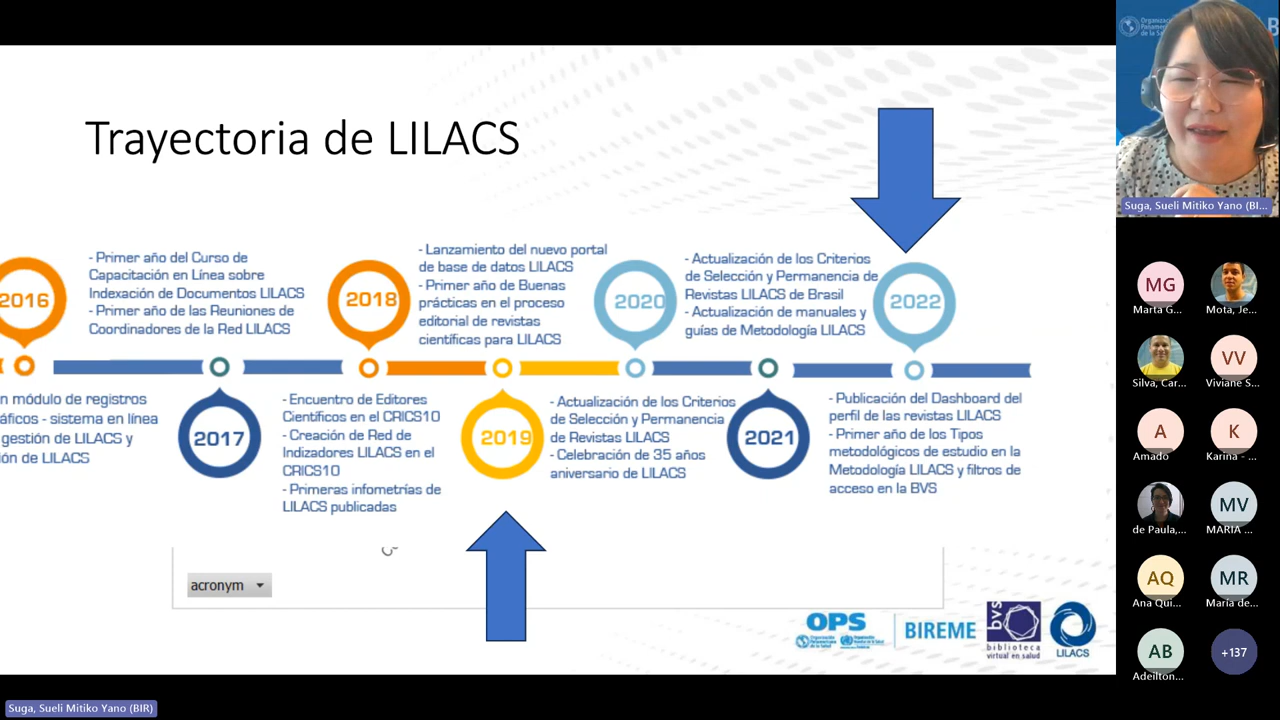 Trayectoria de LILACS
2016
- Primer año del Curso de
Capacitación en Línea sobre
Indexación de Documentos LILACS
- Primer año de las Reuniones de
Coordinadores de la Red LILACS
2018
- Lanzamiento del nuevo portal
de base de datos LILACS
- Primer año de Buenas
prácticas en el proceso
editorial de revistas
científicas para LILACS
2020
- Actualización de los Criterios
de Selección y Permanencia de
Revistas LILACS de Brasil
- Actualización de manuales y
guías de Metodología LILACS
2022
n módulo de registros
áficos - sistema en línea
gestión de LILACS y
ión de LILACS
2017
- Encuentro de Editores
Científicos en el CRICS10
- Creación de Red de
Indizadores LILACS en el
CRICS10
- Primeras infometrías de
LILACS publicadas
2019
- Actualización de los Criterios
de Selección y Permanencia
de Revistas LILACS
- Celebración de 35 años
aniversario de LILACS
2021
- Publicación del Dashboard del
perfil de las revistas LILACS
- Primer año de los Tipos
metodológicos de estudio en la
Metodología LILACS y filtros de
acceso en la BVS
acronym
OPS
BIREME
bvs
biblioteca
virtual en salud
LILACS
Suga, Sueli Mitiko Yano (BI...
MG
Marta G...
Mota, Je...
Silva, Car...
VV
Viviane S...
A
Amado
K
Karina - ...
de Paula,...
MV
MARIA ...
AQ
Ana Qui...
MR
María de...
AB
Adeilton...
+137
Suga, Sueli Mitiko Yano (BIR)